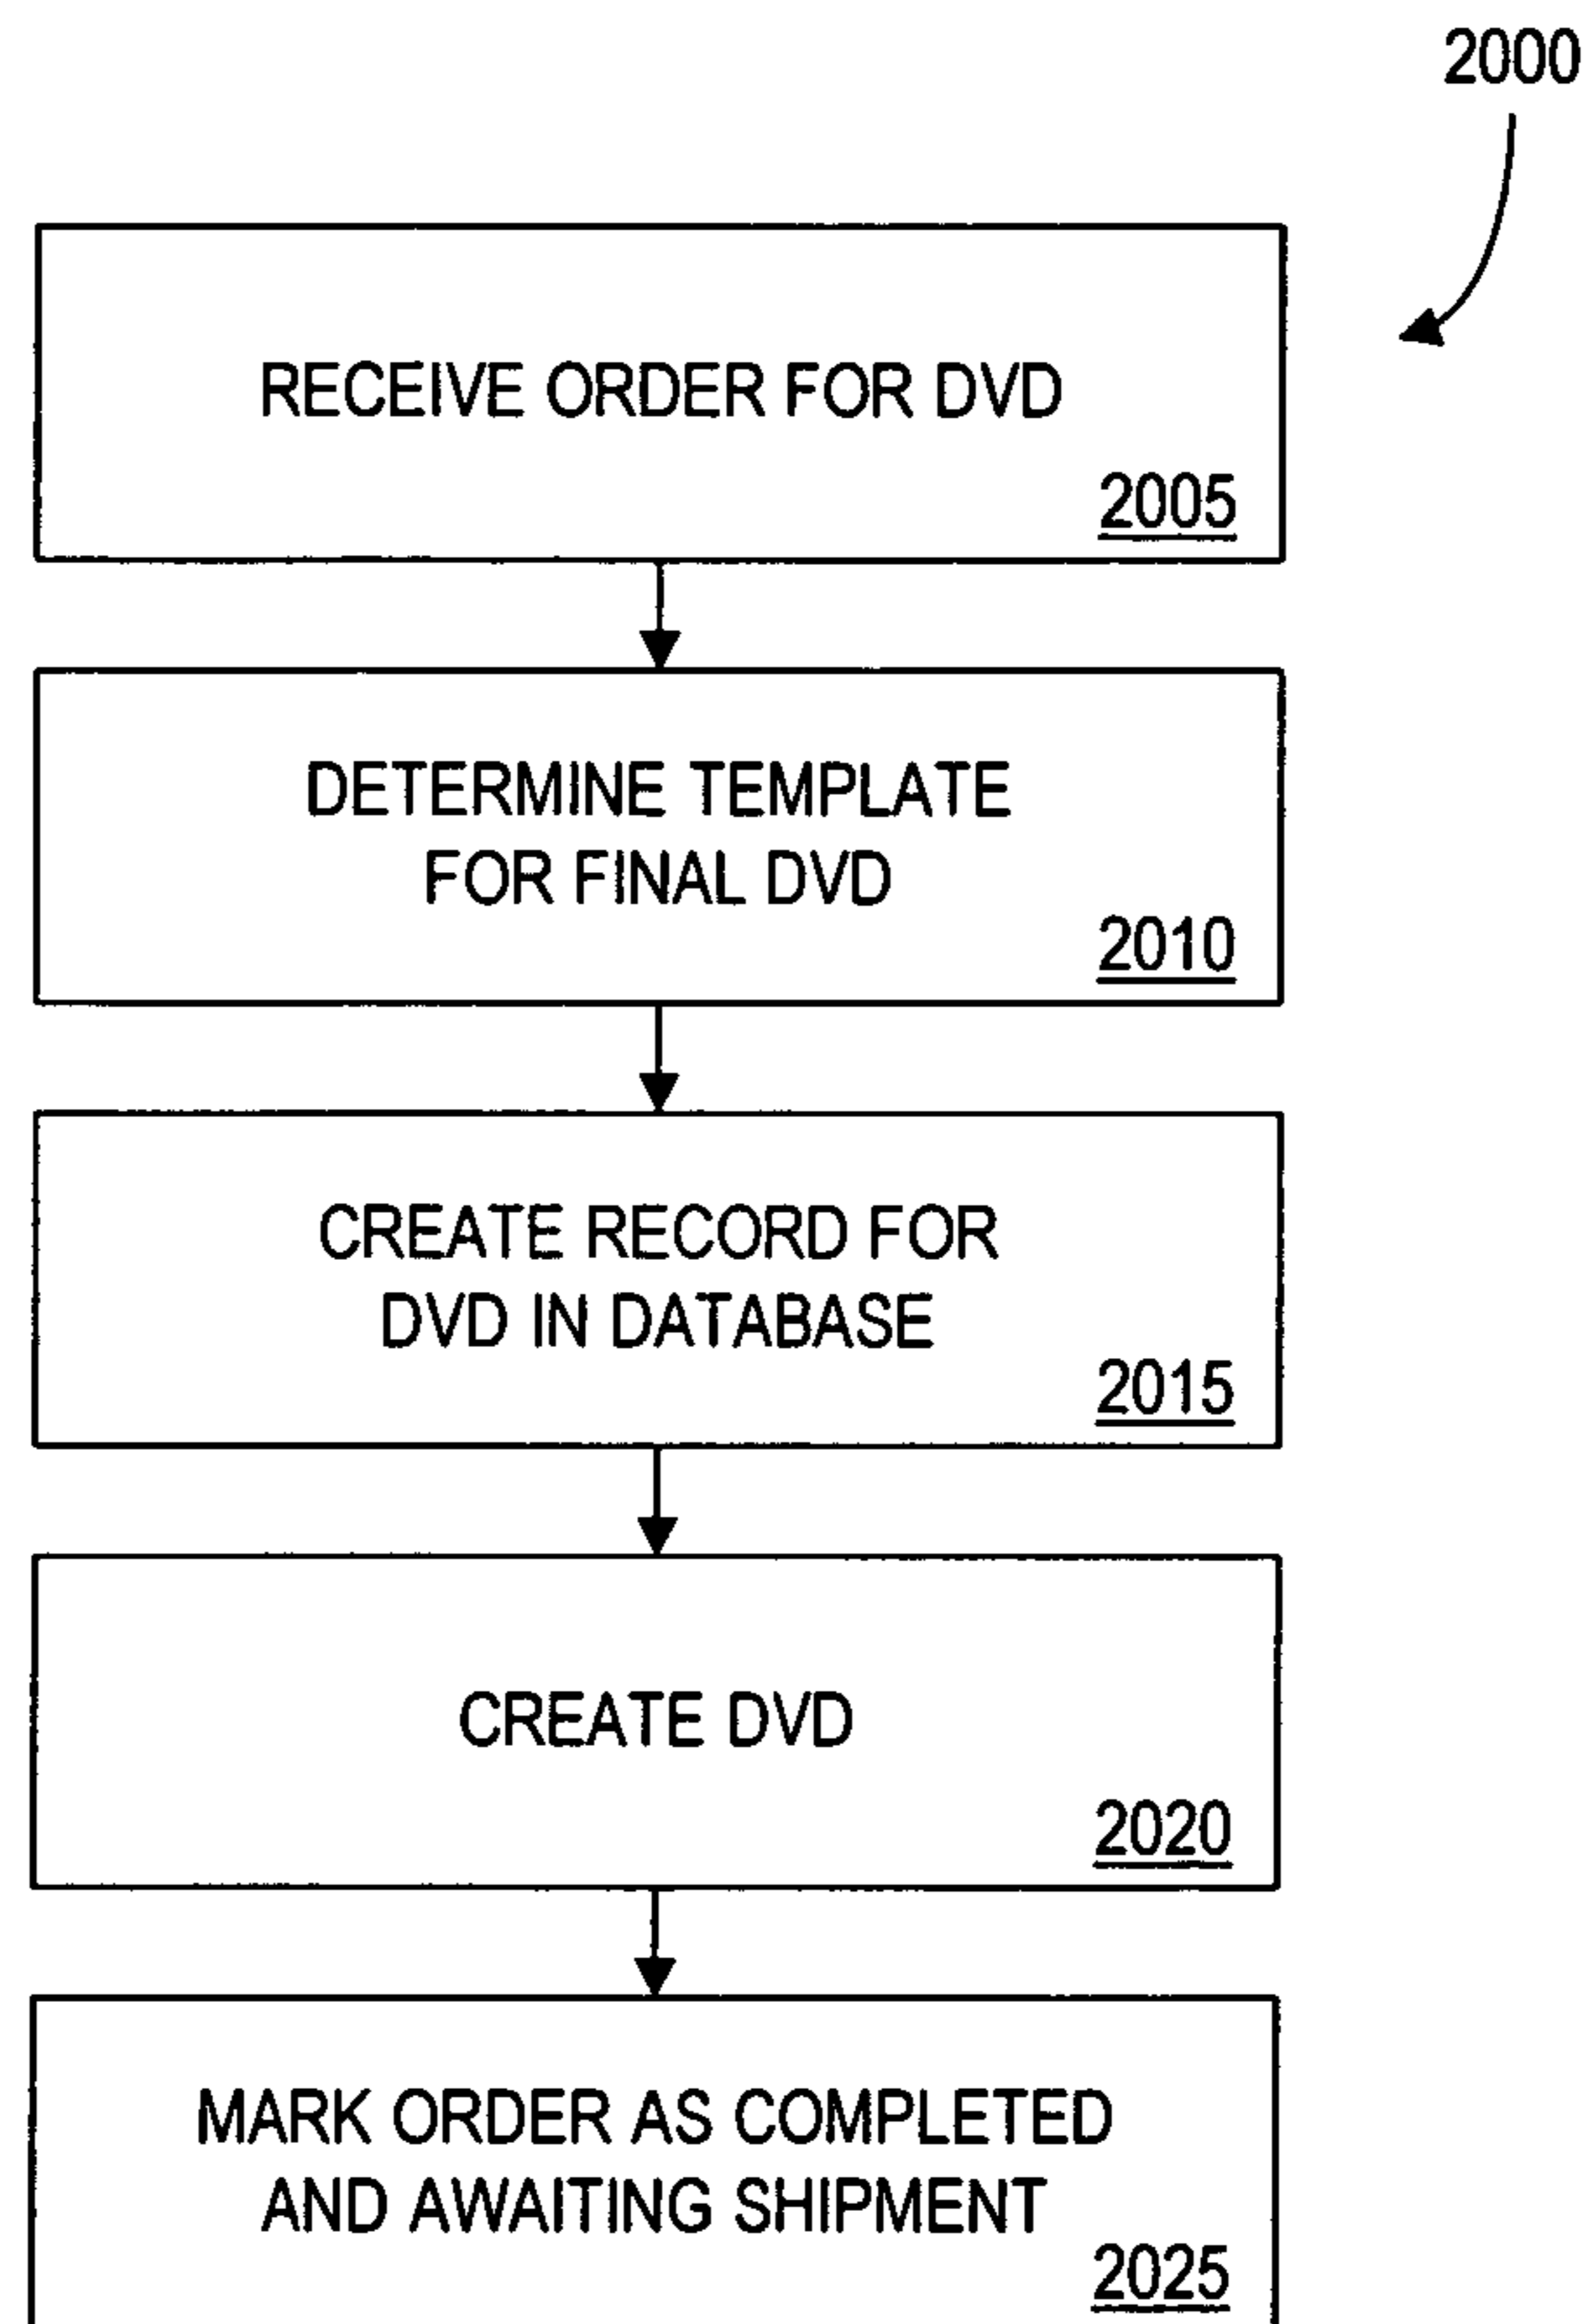 2000
RECEIVE ORDER FOR DVD
2005
DETERMINE TEMPLATE
FOR FINAL DVD
2010
CREATE RECORD FOR
DVD IN DATABASE
2015
CREATE DVD
2020
MARK ORDER AS COMPLETED
AND AWAITING SHIPMENT
2025